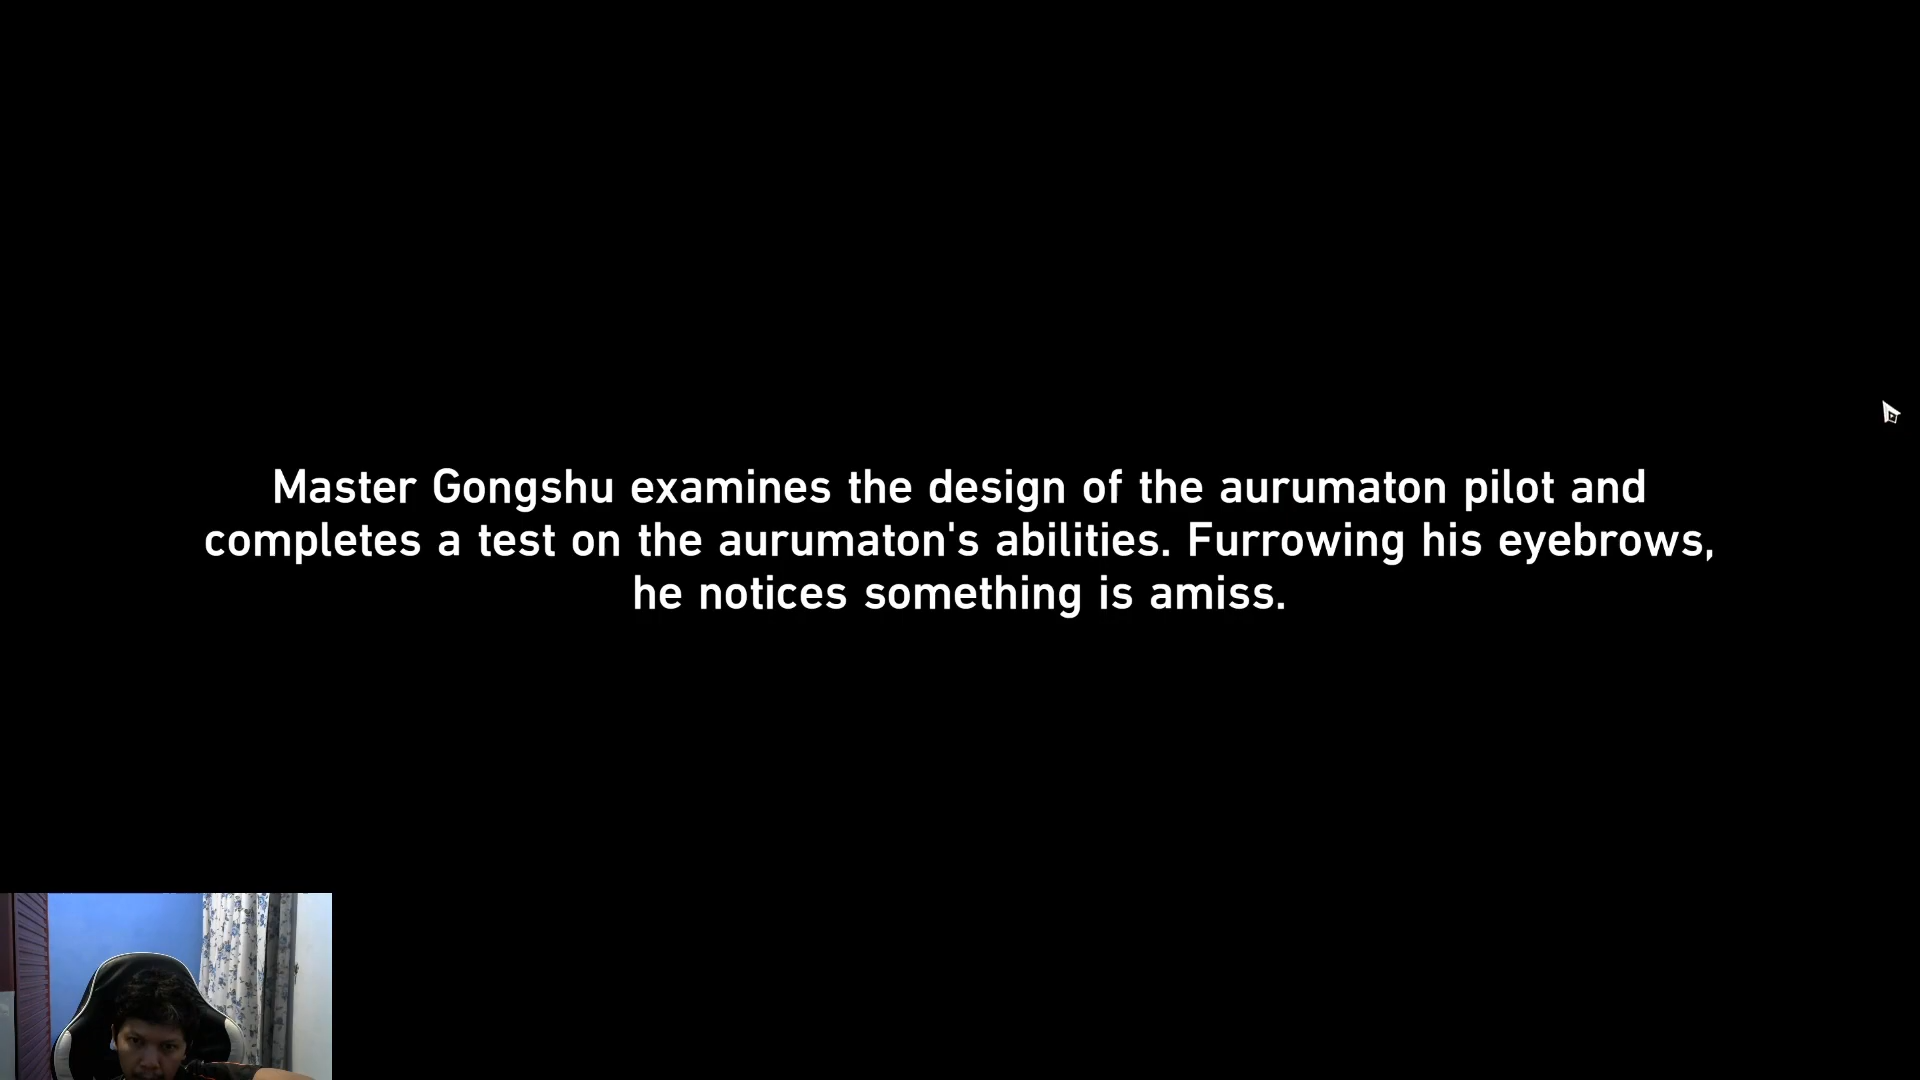 Master Gongshu examines the design of the aurumaton pilot and
completes a test on the aurumaton's abilities. Furrowing his eyebrows,
he notices something is amiss.